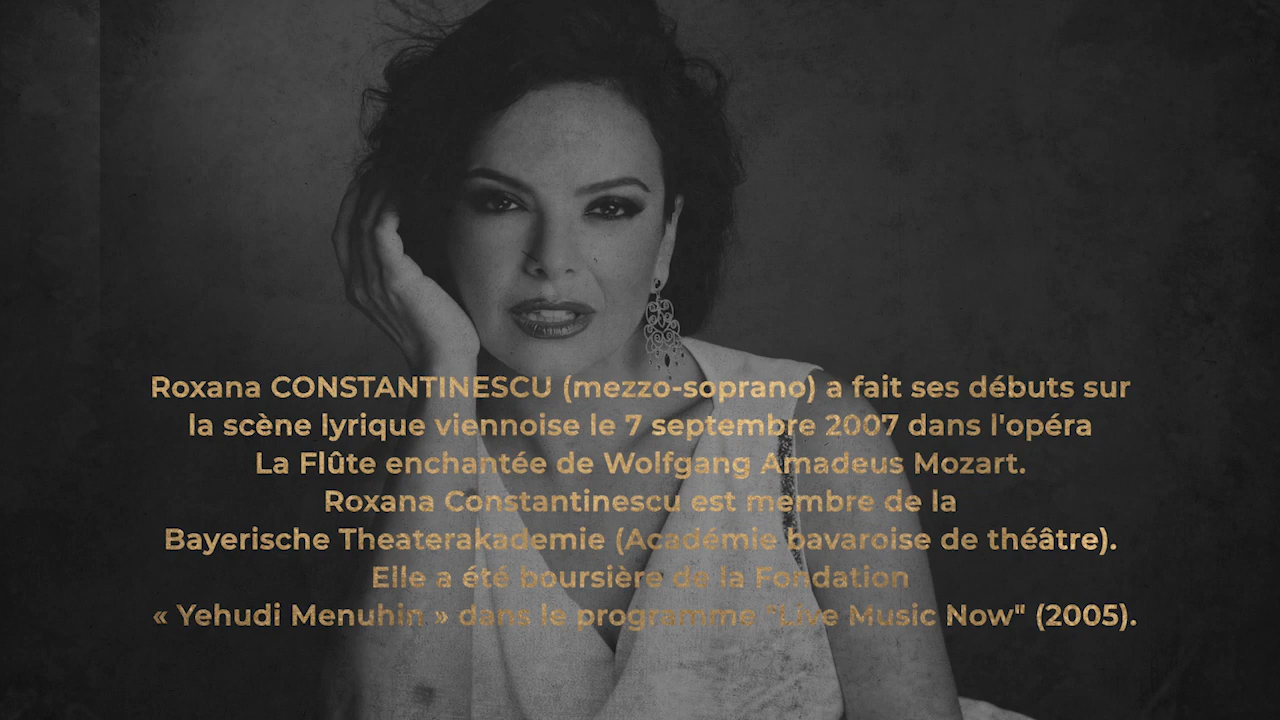 Roxana CONSTANTINESCU (mezzo-soprano) a fait ses débuts sur
la scène lyrique viennoise le 7 septembre 2007 dans l'opéra
La Flûte enchantée de Wolfgang Amadeus Mozart.
Roxana Constantinescu est membre de la
Bayerische Theaterakademie (Académie bavaroise de théâtre).
Elle a été boursière de la Fondation
« Yehudi Menuhin » dans le programme "Live Music Now" (2005).